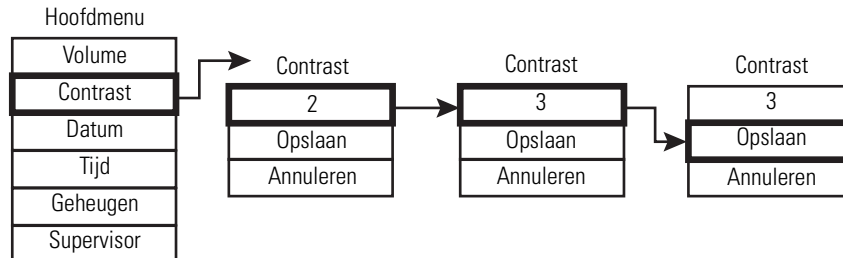 Hoofdmenu
Volume
Contrast
Datum
Tijd
Geheugen
Supervisor
Contrast
2
Opslaan
Annuleren
Contrast
3
Opslaan
Annuleren
Contrast
3
Opslaan
Annuleren